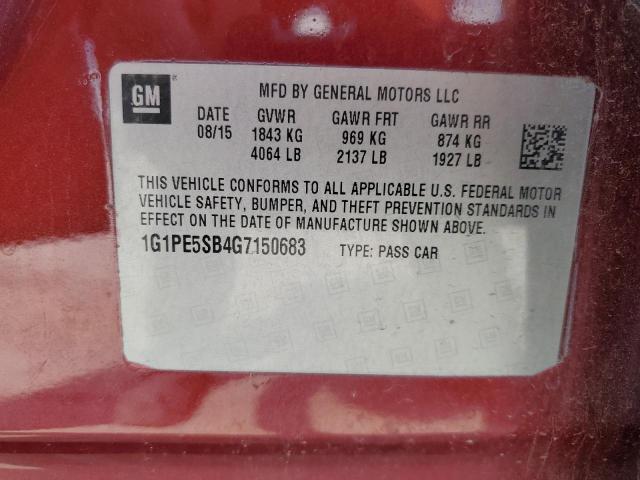 GM
MFD BY GENERAL MOTORS LLC
DATE GVWR GAWR FRT GAWR RR
08/15 1843 KG 969 KG 874 KG
4064 LB 2137 LB 1927 LB
THIS VEHICLE CONFORMS TO ALL APPLICABLE U.S. FEDERAL MOTOR
VEHICLE SAFETY, BUMPER, AND THEFT PREVENTION STANDARDS IN
EFFECT ON THE DATE OF MANUFACTURE SHOWN ABOVE.
1G1PE5SB4G7150683 TYPE: PASS CAR